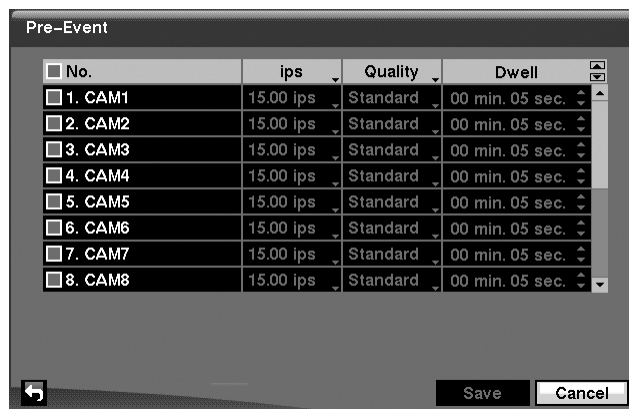 Pre-Event
No. ips Quality Dwell
1. CAM1 15.00 ips Standard 00 min. 05 sec.
2. CAM2 15.00 ips Standard 00 min. 05 sec.
3. CAM3 15.00 ips Standard 00 min. 05 sec.
4. CAM4 15.00 ips Standard 00 min. 05 sec.
5. CAM5 15.00 ips Standard 00 min. 05 sec.
6. CAM6 15.00 ips Standard 00 min. 05 sec.
7. CAM7 15.00 ips Standard 00 min. 05 sec.
8. CAM8 15.00 ips Standard 00 min. 05 sec.
Save Cancel